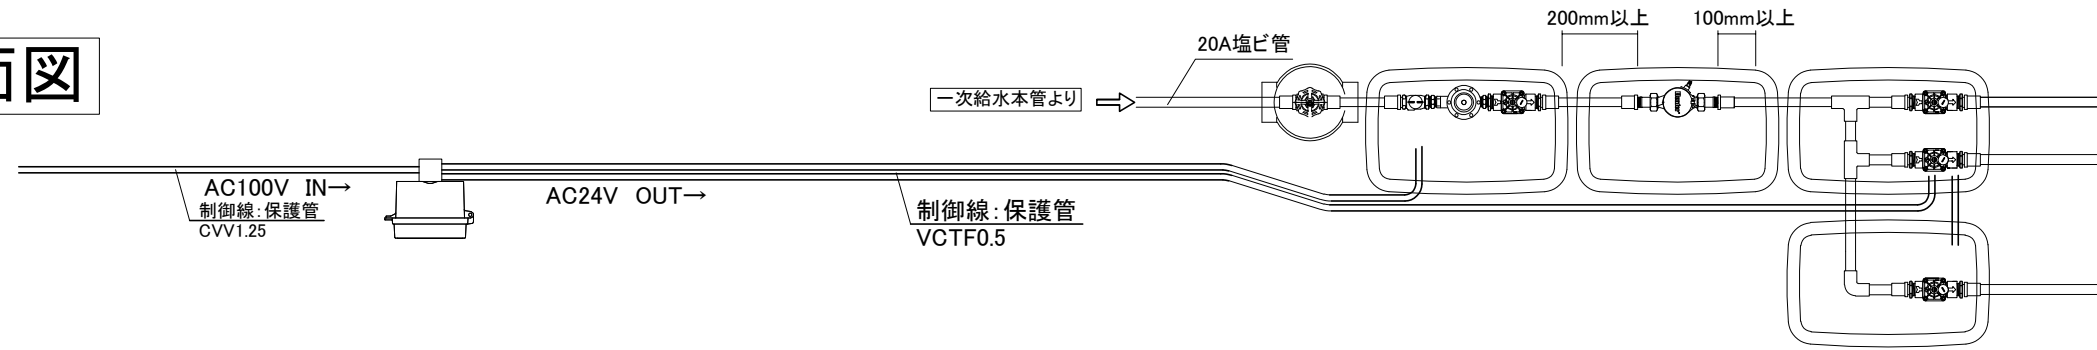 面図
200mm以上
100mm以上
20A塩ビ管
一次給水本管より
AC100V IN→
制御線:保護管
CVV1.25
AC24V OUT→
制御線:保護管
VCTF0.5